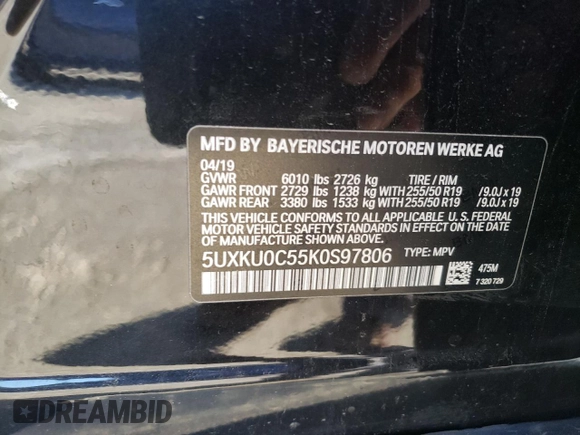 MFD BY BAYERISCHE MOTOREN WERKE AG
04/19
GVWR 6010 lbs 2726 kg TIRE / RIM
GAWR FRONT 2729 lbs 1238 kg WITH 255/50 R19 /9.0J x 19
GAWR REAR 3380 lbs 1533 kg WITH 255/50 R19 /9.0J x 19
THIS VEHICLE CONFORMS TO ALL APPLICABLE U. S. FEDERAL
MOTOR VEHICLE SAFETY STANDARDS IN
EFFECT ON THE DATE OF MANUFACTURE
SHOWN ABOVE.
5UXKU0C55K0S97806 TYPE: MPV
475M
7 320 729
DREAMBID